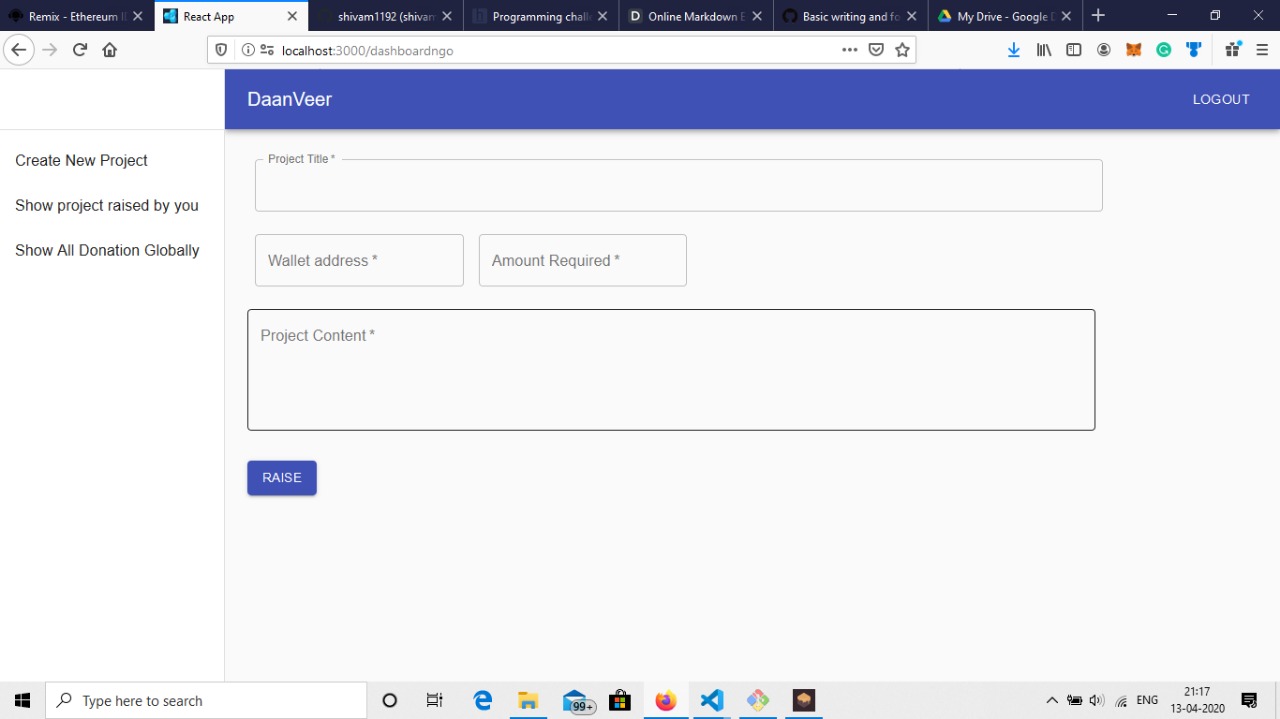 Remix - Ethereum I
React App
shivam1192 (shivam
Programming chall
Online Markdown E
Basic writing and fo
My Drive - Google D
localhost:3000/dashboardngo
DaanVeer
LOGOUT
Create New Project
Show project raised by you
Show All Donation Globally
Project Title *
Wallet address *
Amount Required *
Project Content *
RAISE
Type here to search
99+
ENG
21:17
13-04-2020